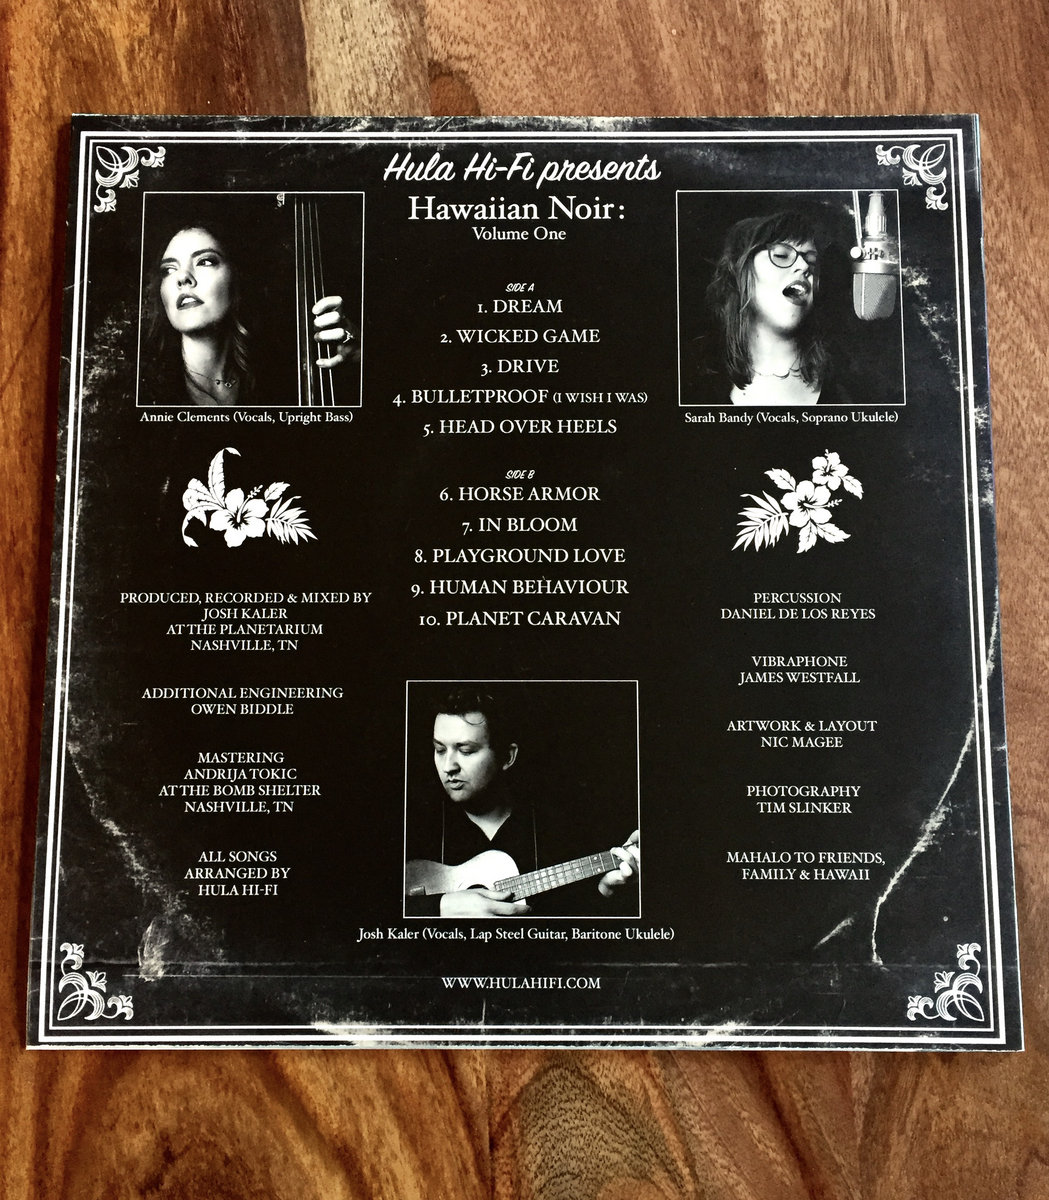 Hula Hi-Fi presents
Hawaiian Noir:
Volume One
SIDE A
1. DREAM
2. WICKED GAME
3. DRIVE
4. BULLETPROOF (I WISH I WAS)
5. HEAD OVER HEELS
Annie Clements (Vocals, Upright Bass)
Sarah Bandy (Vocals, Soprano Ukulele)
SIDE B
6. HORSE ARMOR
7. IN BLOOM
8. PLAYGROUND LOVE
9. HUMAN BEHAVIOUR
10. PLANET CARAVAN
PRODUCED, RECORDED & MIXED BY
JOSH KALER
AT THE PLANETARIUM
NASHVILLE, TN
ADDITIONAL ENGINEERING
OWEN BIDDLE
MASTERING
ANDRIJA TOKIC
AT THE BOMB SHELTER
NASHVILLE, TN
ALL SONGS
ARRANGED BY
HULA HI-FI
PERCUSSION
DANIEL DE LOS REYES
VIBRAPHONE
JAMES WESTFALL
ARTWORK & LAYOUT
NIC MAGEE
PHOTOGRAPHY
TIM SLINKER
MAHALO TO FRIENDS,
FAMILY & HAWAII
Josh Kaler (Vocals, Lap Steel Guitar, Baritone Ukulele)
WWW.HULAHIFI.COM